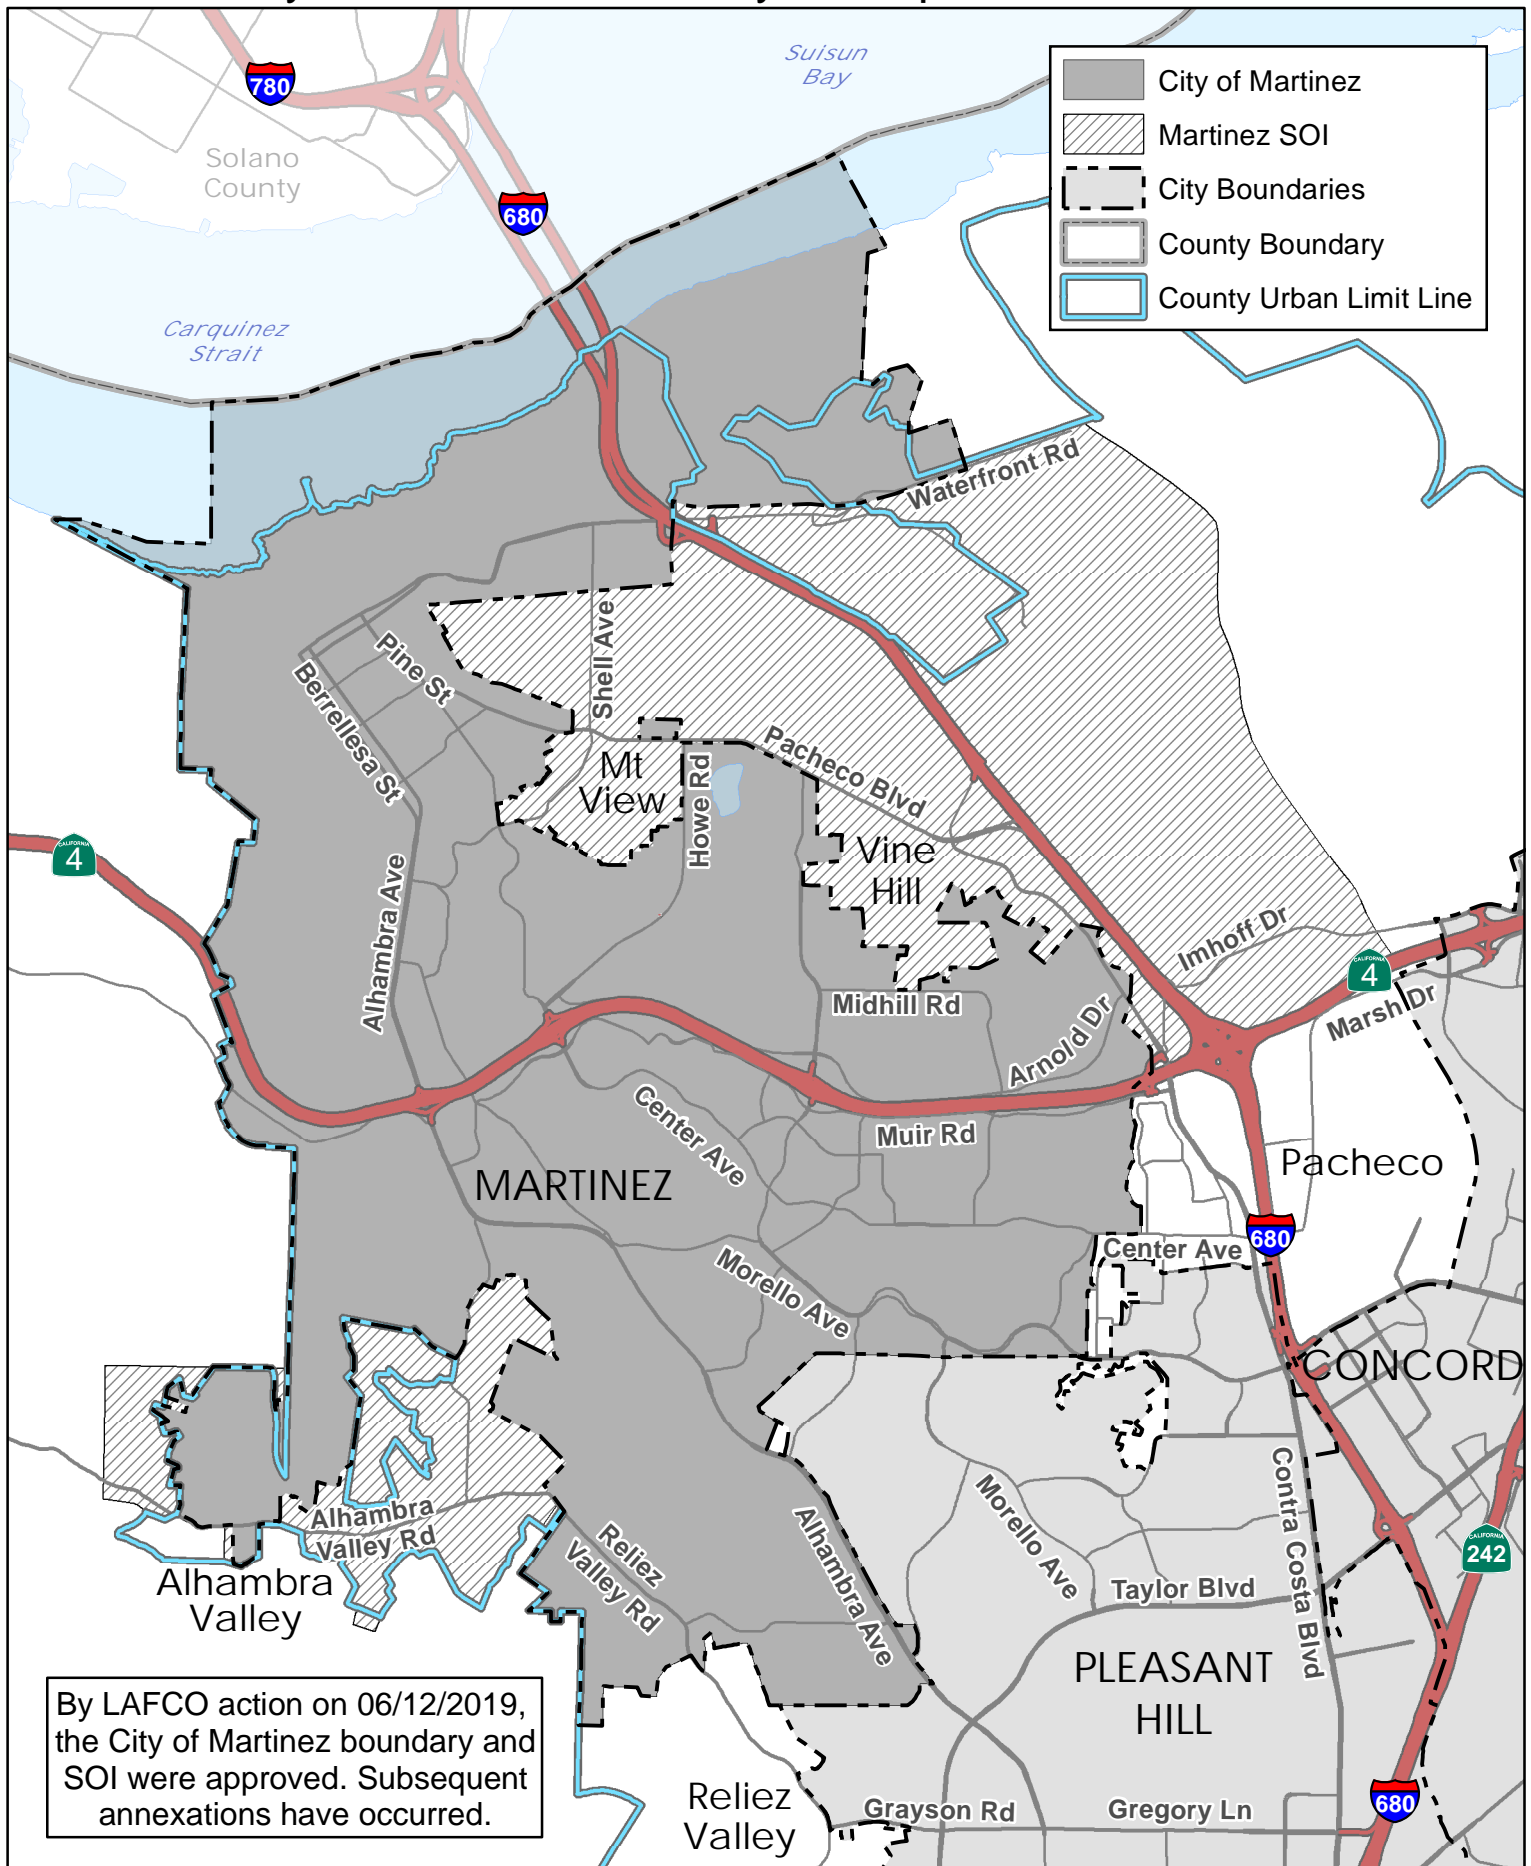 780
Suisun
Bay
City of Martinez
Martinez SOI
City Boundaries
County Boundary
County Urban Limit Line
Solano
County
680
Carquinez
Strait
Waterfront Rd
Shell Ave
Pine St
Berrellesa St
Mt
View
Howe Rd
Pacheco Blvd
Vine
Hill
CALIFORNIA
4
Alhambra Ave
Imhoff Dr
CALIFORNIA
4
Marsh Dr
Midhill Rd
Arnold Dr
Center Ave
Muir Rd
MARTINEZ
Pacheco
680
Center Ave
Morello Ave
CONCORD
Alhambra
Valley Rd
Reliez
Valley Rd
Alhambra Ave
Morello Ave
Contra Costa Blvd
CALIFORNIA
242
Taylor Blvd
Alhambra
Valley
PLEASANT
HILL
By LAFCO action on 06/12/2019,
the City of Martinez boundary and
SOI were approved. Subsequent
annexations have occurred.
Reliez
Valley
Grayson Rd
Gregory Ln
680